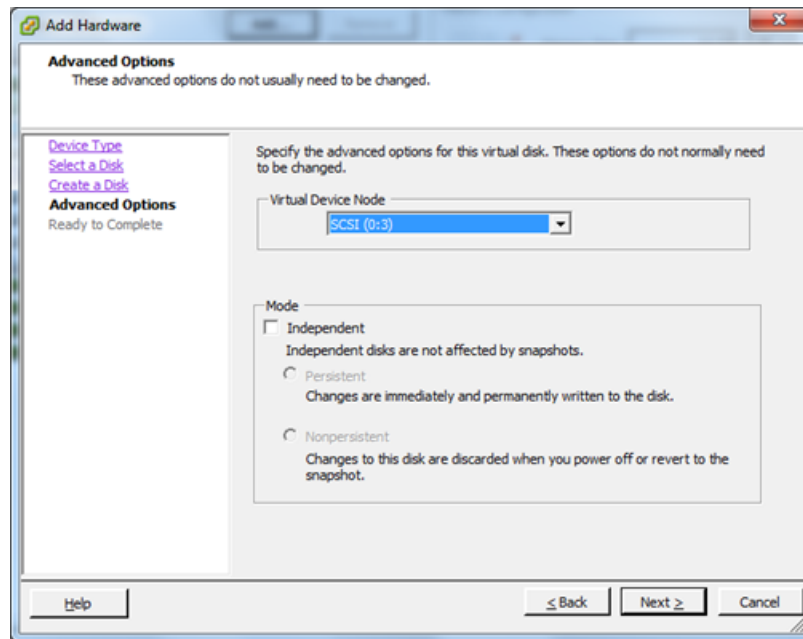 Add Hardware
Advanced Options
These advanced options do not usually need to be changed.
Device Type
Select a Disk
Create a Disk
Advanced Options
Ready to Complete
Specify the advanced options for this virtual disk. These options do not normally need
to be changed.
Virtual Device Node
SCSI (0:3)
Mode
Independent
Independent disks are not affected by snapshots.
Persistent
Changes are immediately and permanently written to the disk.
Nonpersistent
Changes to this disk are discarded when you power off or revert to the
snapshot.
Help
< Back
Next >
Cancel